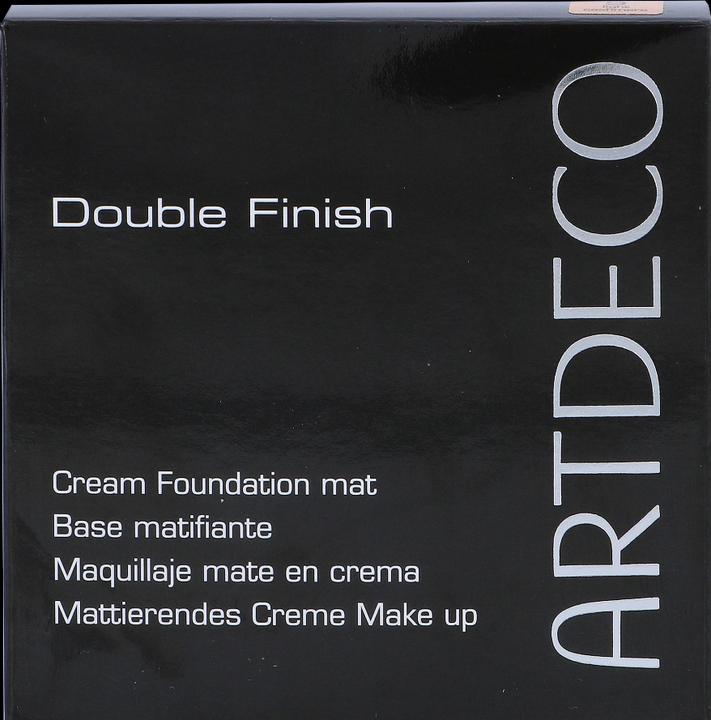 Double Finish
ARTDECO
Cream Foundation mat
Base matifiante
Maquillaje mate en crema
Mattierendes Creme Make up